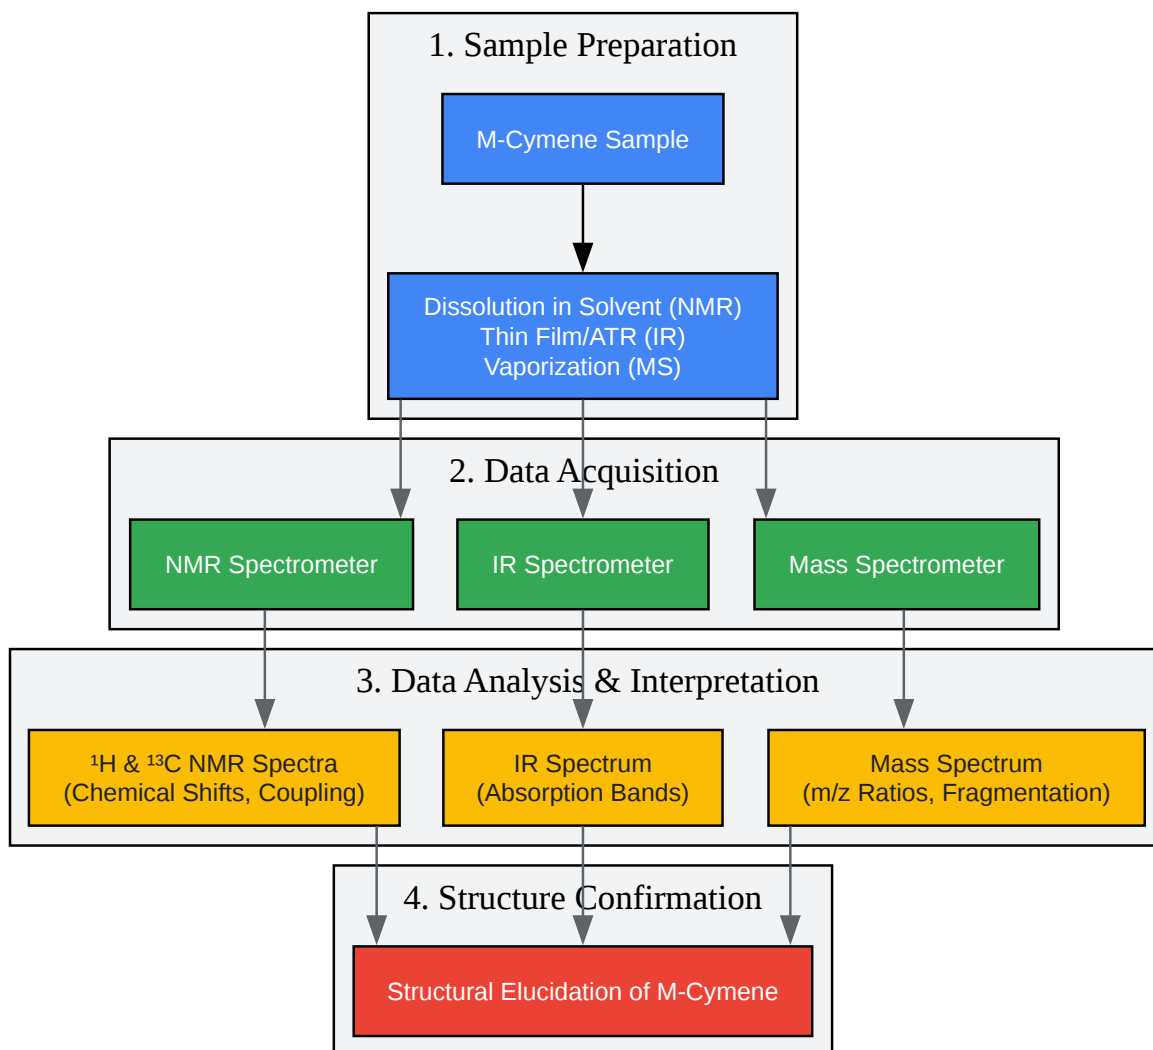 1. Sample Preparation
M-Cymene Sample
Dissolution in Solvent (NMR)
Thin Film/ATR (IR)
Vaporization (MS)
2. Data Acquisition
NMR Spectrometer
IR Spectrometer
Mass Spectrometer
3. Data Analysis & Interpretation
¹H & ¹³C NMR Spectra
(Chemical Shifts, Coupling)
IR Spectrum
(Absorption Bands)
Mass Spectrum
(m/z Ratios, Fragmentation)
4. Structure Confirmation
Structural Elucidation of M-Cymene